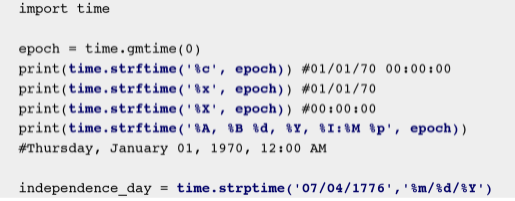 import time
epoch = time.gmtime(0)
print(time.strftime('%c', epoch)) #01/01/70 00:00:00
print(time.strftime('%x', epoch)) #01/01/70
print(time.strftime('%X', epoch)) #00:00:00
print(time.strftime('%A, %B %d, %Y, %I:%M %p', epoch))
#Thursday, January 01, 1970, 12:00 AM
independence_day = time.strptime('07/04/1776','%m/%d/%Y')